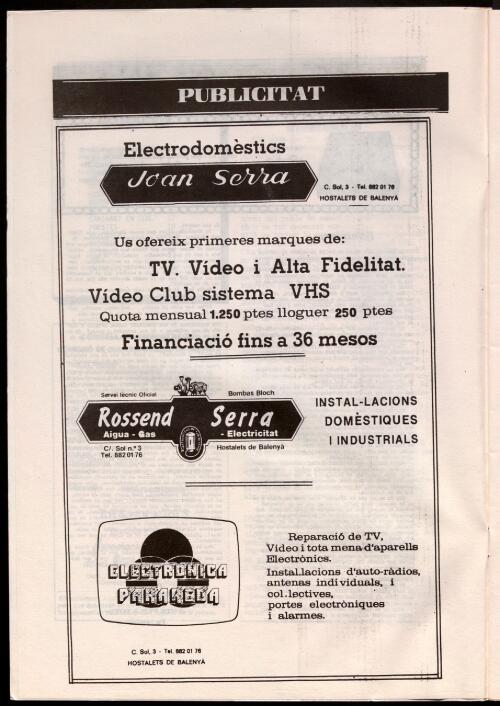 PUBLICITAT
Electrodomèstics
Joan Serra
C. Sol, 3 - Tel. 882 01 76
HOSTALETS DE BALENYÀ
Us ofereix primeres marques de:
TV. Vídeo i Alta Fidelitat.
Vídeo Club sistema VHS
Quota mensual 1.250 ptes lloguer 250 ptes
Financiació fins a 36 mesos
Servei tècnic Oficial
Bombas Bloch
Rossend Serra
Aigua - Gas - Electricitat
C/. Sol n.º 3
Tel. 882 01 76
Hostalets de Balenyà
INSTAL-LACIONS
DOMÈSTIQUES
I INDUSTRIALS
ELECTRÒNICA
PARAREDA
C. Sol, 3 - Tel. 882 01 76
HOSTALETS DE BALENYÀ
Reparació de TV,
Vídeo i tota mena d'aparells
Electrònics.
Instal.lacions d'auto-ràdios,
antenas individuals, i
col.lectives,
portes electròniques
i alarmes.